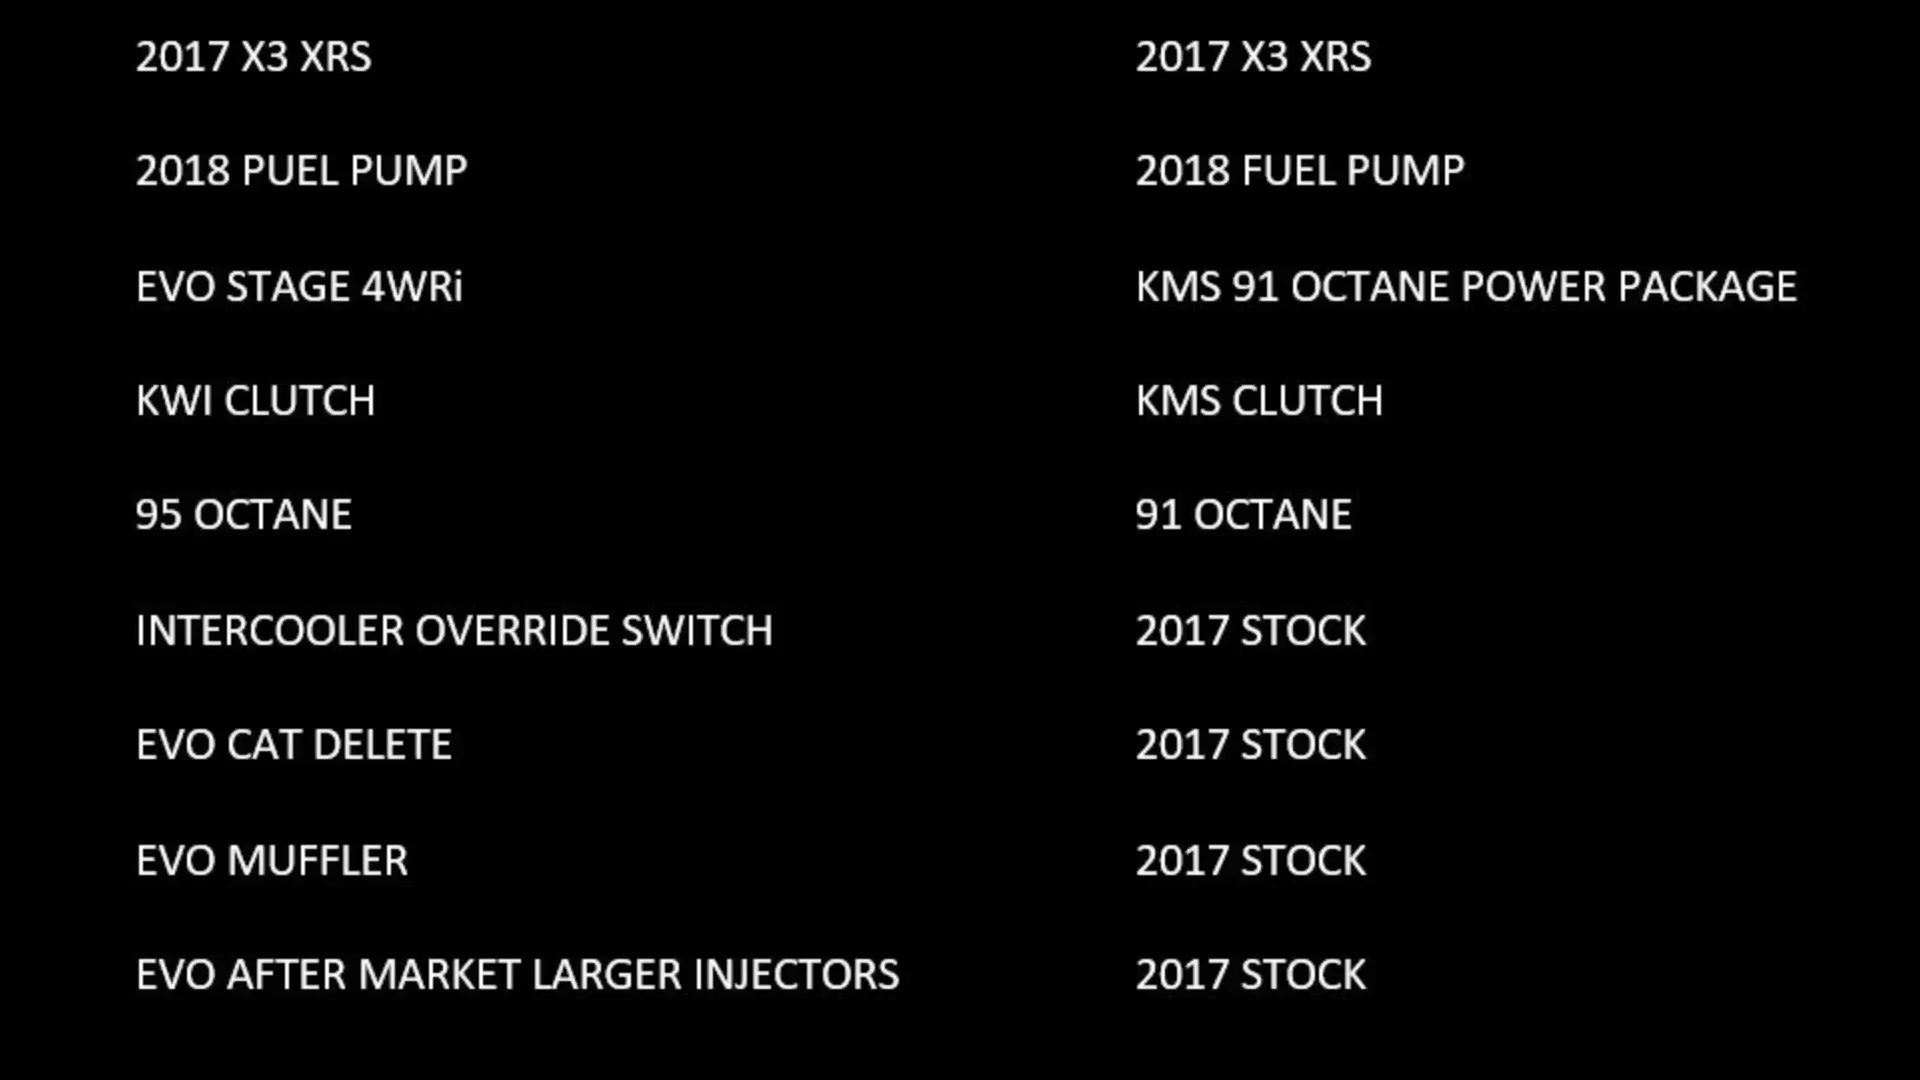 2017 X3 XRS 2017 X3 XRS
2018 PUEL PUMP 2018 FUEL PUMP
EVO STAGE 4WRi KMS 91 OCTANE POWER PACKAGE
KWI CLUTCH KMS CLUTCH
95 OCTANE 91 OCTANE
INTERCOOLER OVERRIDE SWITCH 2017 STOCK
EVO CAT DELETE 2017 STOCK
EVO MUFFLER 2017 STOCK
EVO AFTER MARKET LARGER INJECTORS 2017 STOCK